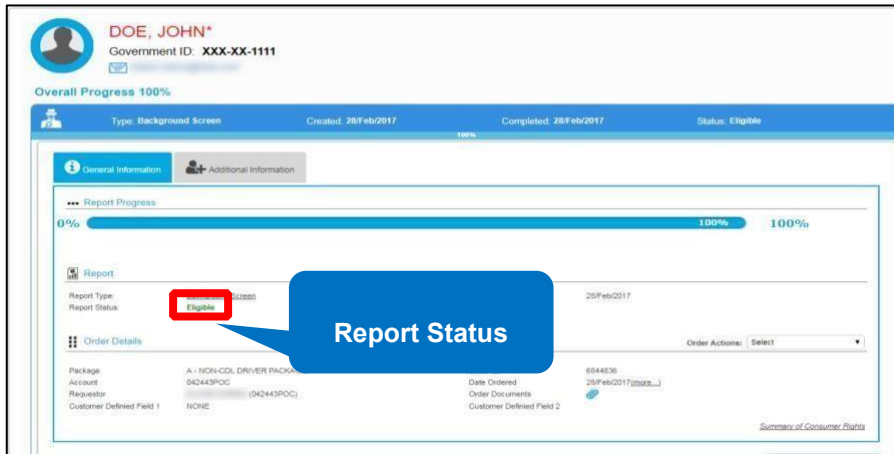 DOE, JOHN*
Government ID: XXX-XX-1111
Overall Progress 100%
Type: Background Screen Created: 28/Feb/2017 Completed: 28/Feb/2017 Status: Eligible
100%
General Information Additional Information
Report Progress
0% 100% 100%
Report
Report Type: Screen 28/Feb/2017
Report Status: Eligible
Report Status
Order Details Order Actions: Select
Package A - NON-CDL DRIVER 6844836
Account 042443POC Date Ordered 28/Feb/2017(more...)
Requestor (042443POC) Order Documents
Customer Definied Field 1 NONE Customer Definied Field 2
Summary of Consumer Rights